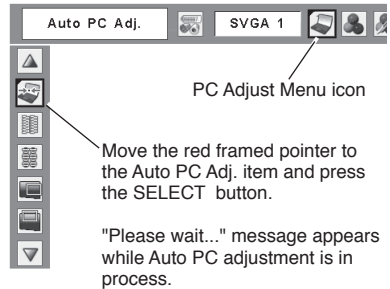 Auto PC Adj.
SVGA 1
PC Adjust Menu icon
Move the red framed pointer to
the Auto PC Adj. item and press
the SELECT button.
"Please wait..." message appears
while Auto PC adjustment is in
process.